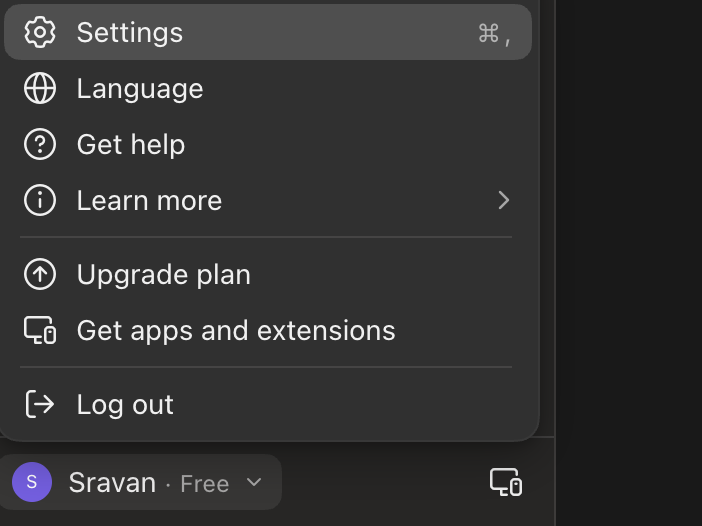 Settings ⌘ ,
Language
Get help
Learn more
Upgrade plan
Get apps and extensions
Log out
S Sravan · Free